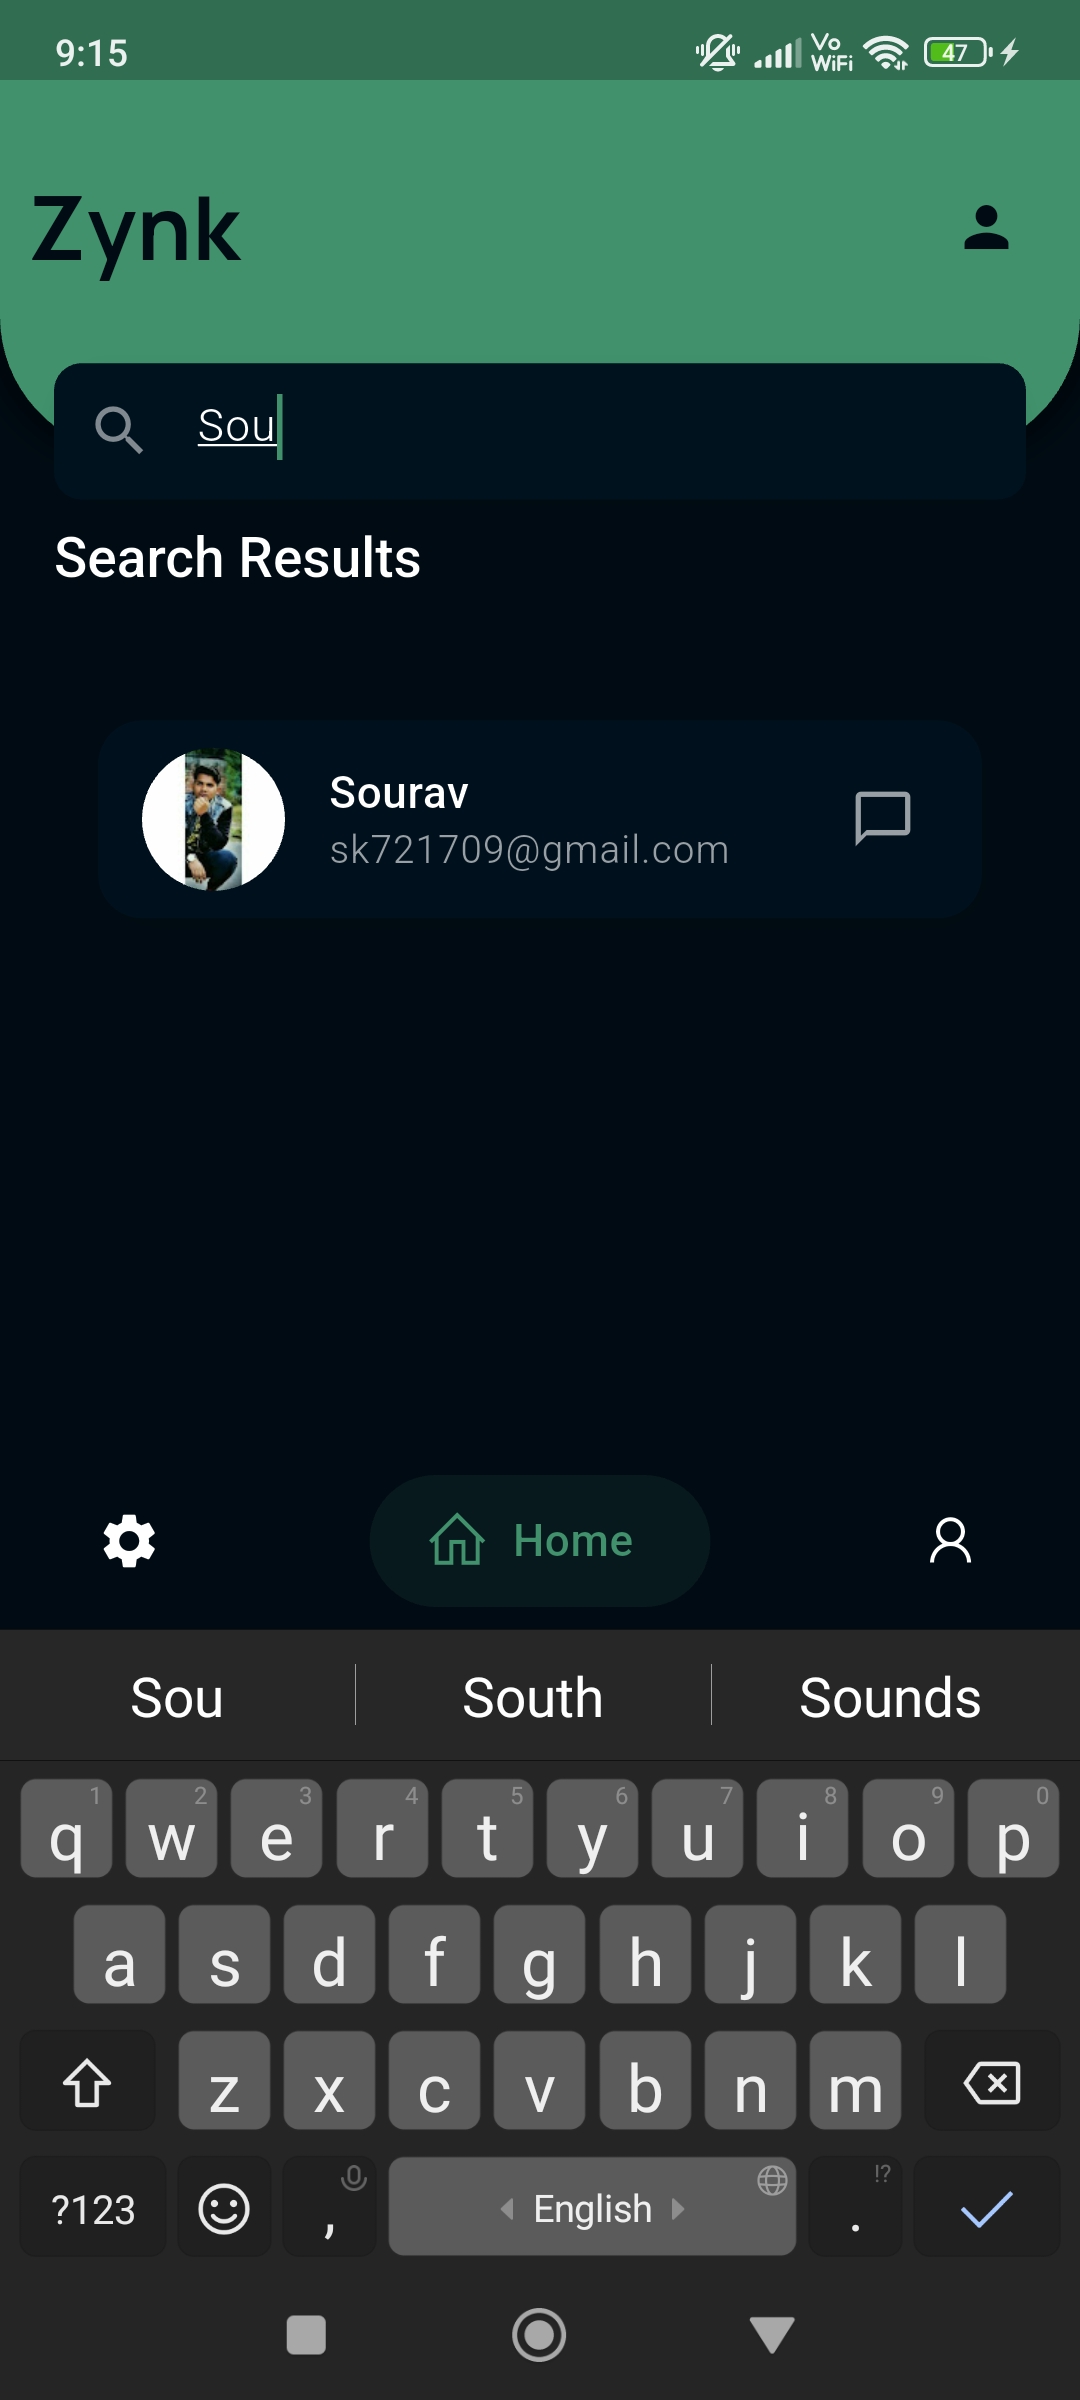 9:15
Vo
WiFi
47
Zynk
Sou
Search Results
Sourav
sk721709@gmail.com
Home
Sou South Sounds
1 2 3 4 5 6 7 8 9 0
q w e r t y u i o p
a s d f g h j k l
z x c v b n m
!?
?123 , English .